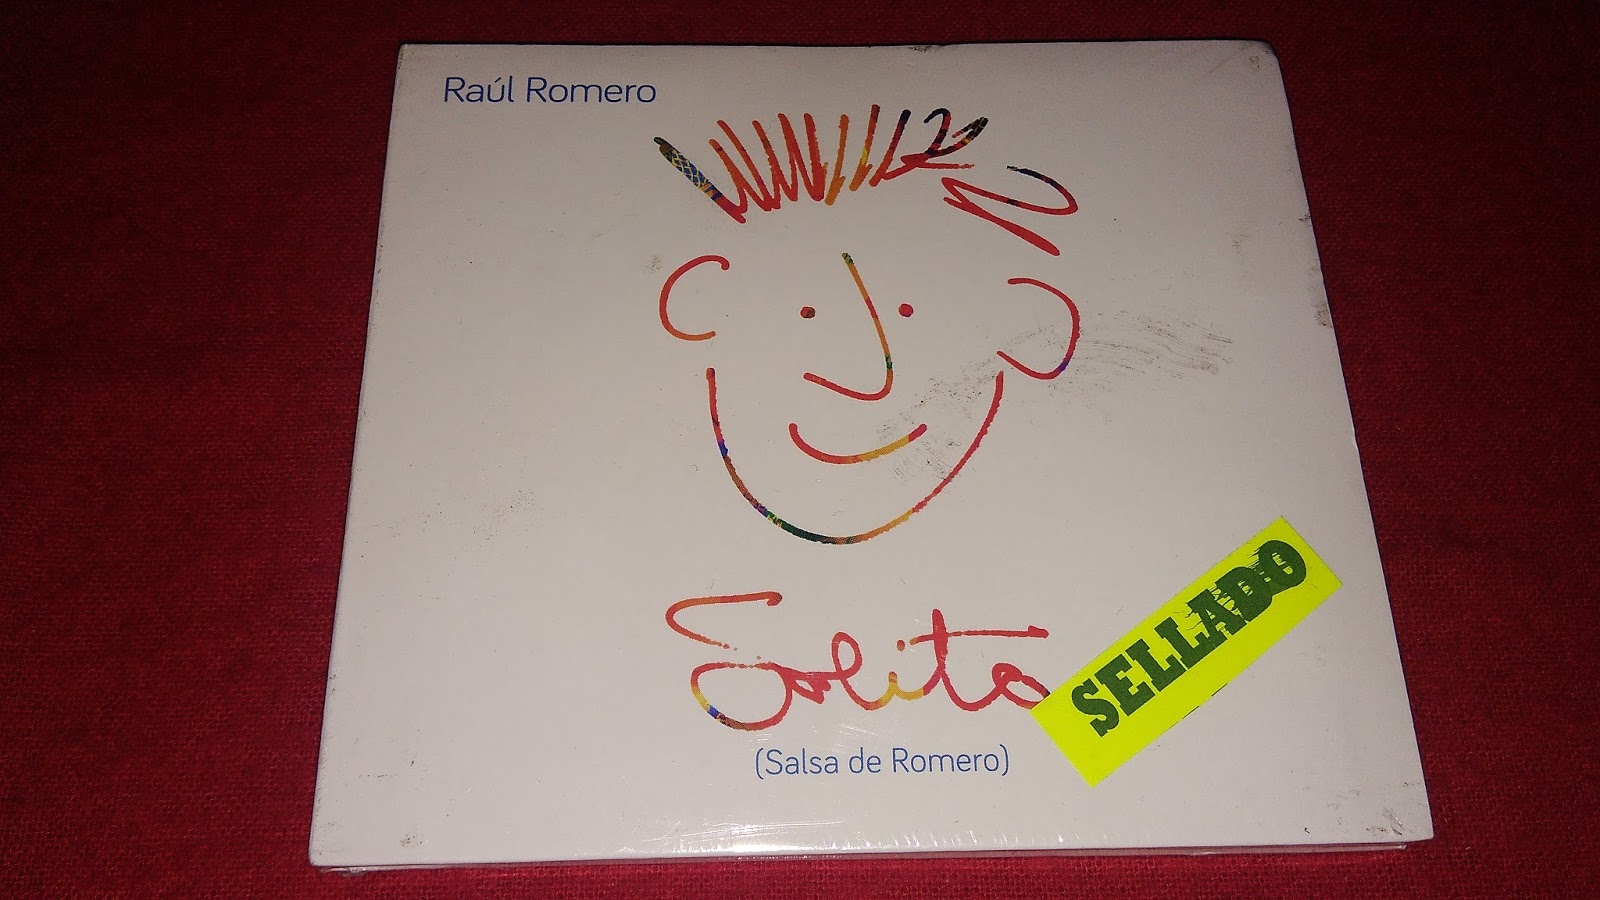 Raúl Romero
Solito
(Salsa de Romero)
SELLADO